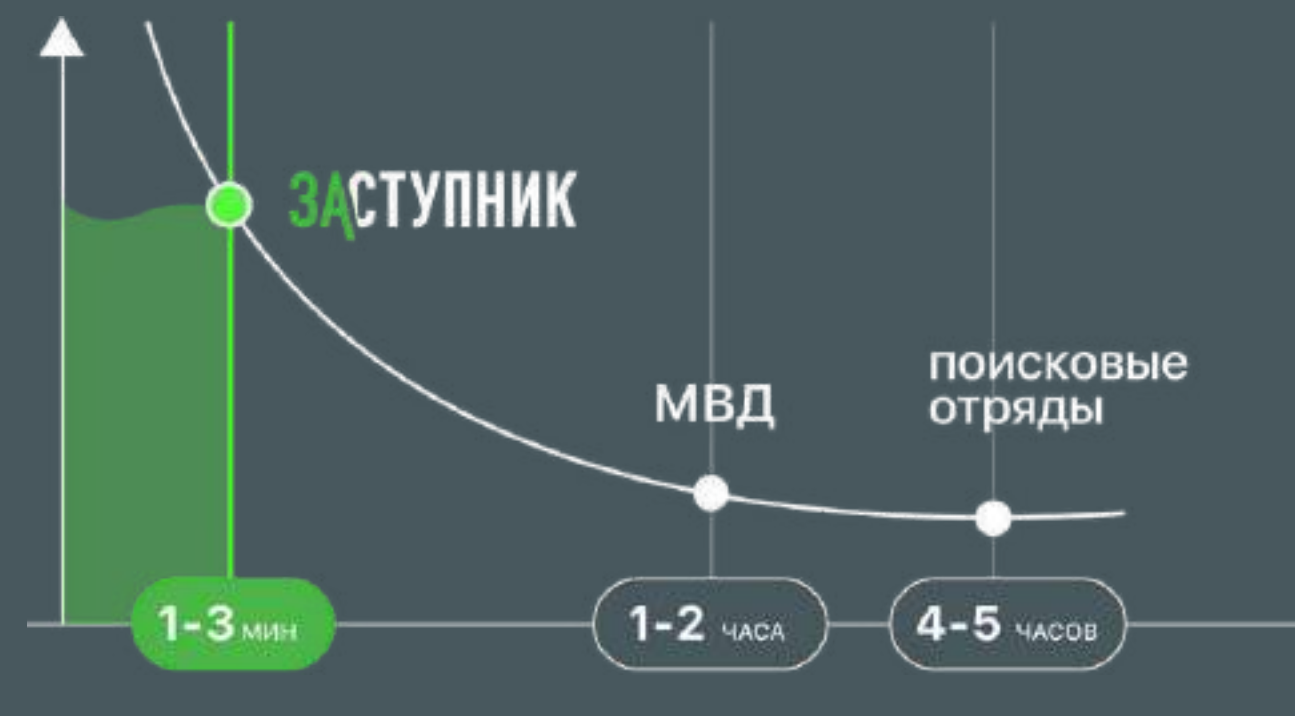 ЗАСТУПНИК
поисковые
отряды
МВД
1-3 мин
1-2 часа
4-5 часов